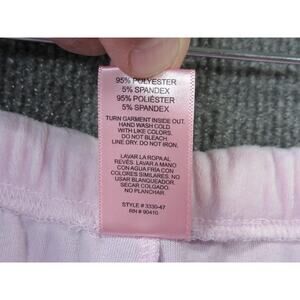 95% POLYESTER
5% SPANDEX
95% POLIÉSTER
5% SPANDEX
TURN GARMENT INSIDE OUT.
HAND WASH COLD
WITH LIKE COLORS.
DO NOT BLEACH.
LINE DRY. DO NOT IRON.
LAVAR LA ROPA AL
REVÉS. LAVAR A MANO
CON AGUA FRÍA CON
COLORES SIMILARES. NO
USAR BLANQUEADOR.
SECAR COLGADO.
NO PLANCHAR.
STYLE # 3330-47
RN # 90410